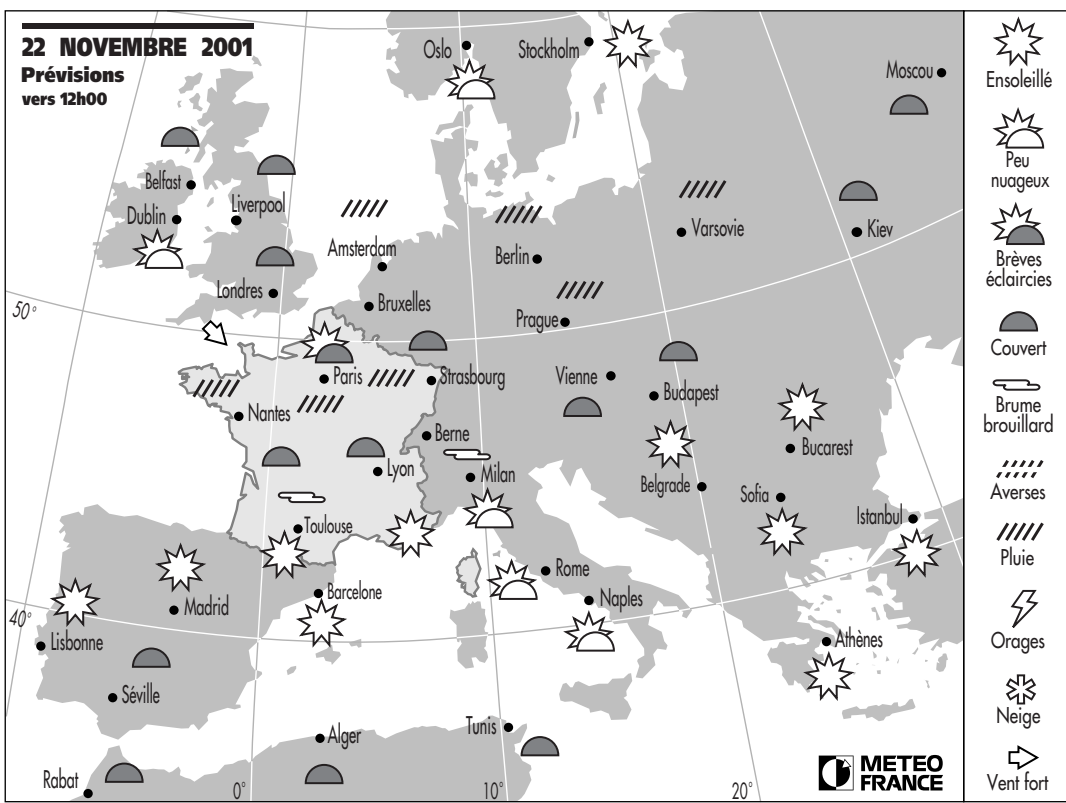 22 NOVEMBRE 2001
Prévisions
vers 12h00
Oslo
Stockholm
Moscou
Belfast
Dublin
Liverpool
Amsterdam
Berlin
Varsovie
Kiev
Londres
Bruxelles
Prague
50°
Paris
Strasbourg
Vienne
Budapest
Nantes
Berne
Lyon
Milan
Bucarest
Belgrade
Sofia
Istanbul
Toulouse
Rome
Barcelone
Naples
Madrid
40°
Lisbonne
Athènes
Séville
Alger
Tunis
Rabat
0°
10°
20°
METEO
FRANCE
Ensoleillé
Peu
nuageux
Brèves
éclaircies
Couvert
Brume
brouillard
Averses
Pluie
Orages
Neige
Vent fort